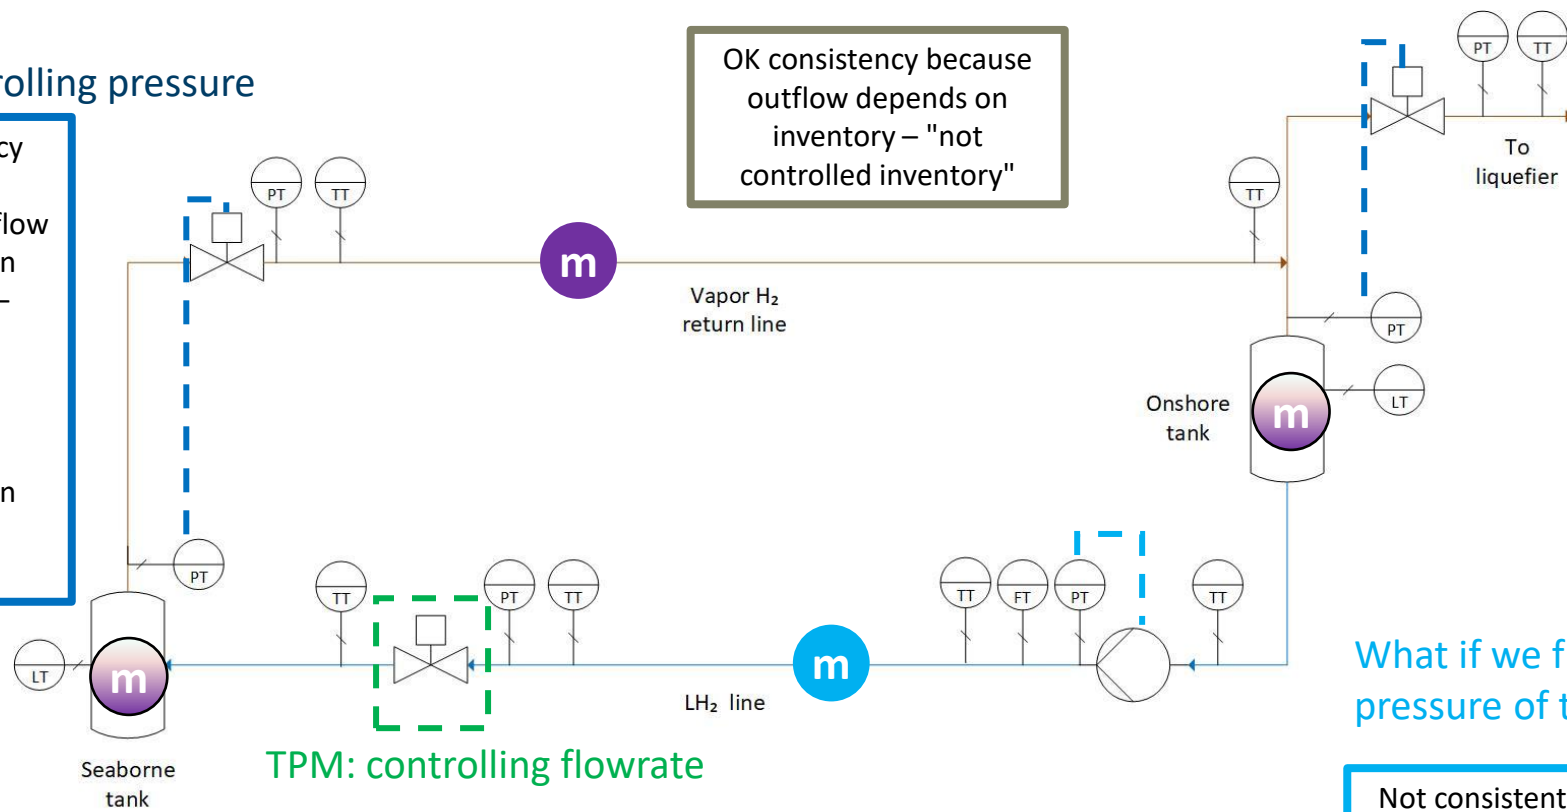 rolling pressure
cy
flow
n
–
n
OK consistency because
outflow depends on
inventory – "not
controlled inventory"
PT
TT
PT
TT
To
liquefier
TT
m
Vapor H₂
return line
PT
LT
Onshore
tank
m
PT
TT
PT
TT
TT
FT
PT
TT
LT
m
m
LH₂ line
TPM: controlling flowrate
Seaborne
tank
What if we f
pressure of t
Not consistent